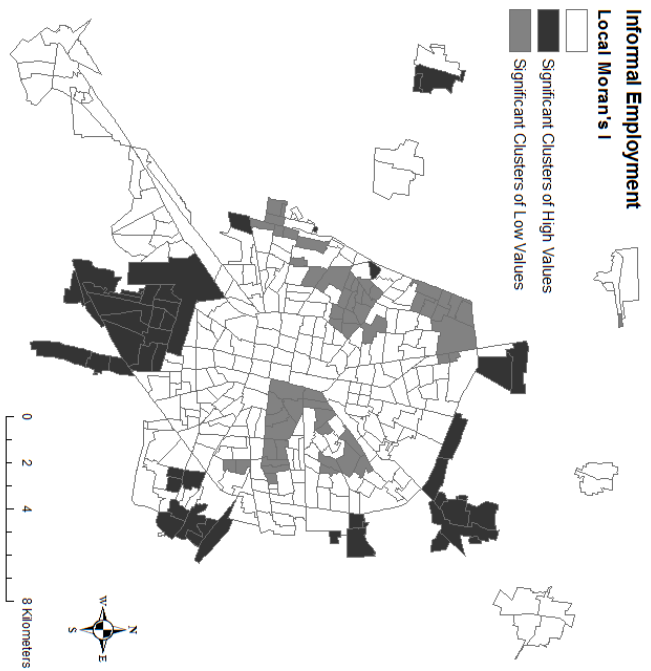 Informal Employment
Local Moran's I
Significant Clusters of High Values
Significant Clusters of Low Values
0 2 4 8 Kilometers
N
W E
S